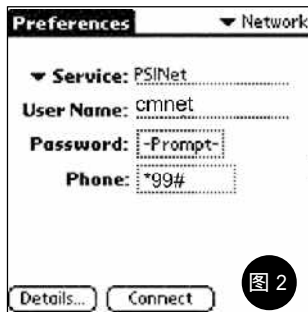 Preferences ▼ Network
▼ Service: PSINet
User Name: cmnet
Password: -Prompt-
Phone: *99#
Details... Connect
图 2